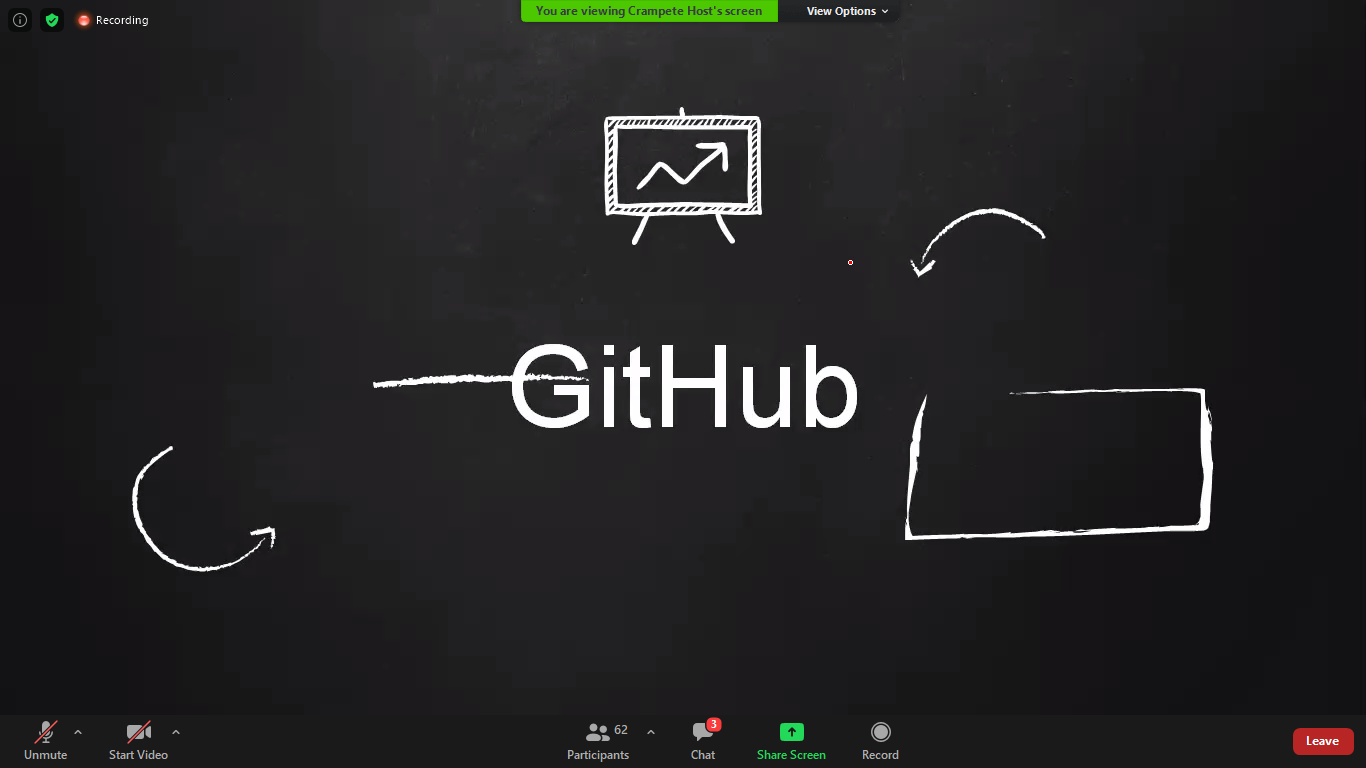 You are viewing Crampete Host's screen
View Options
Recording
GitHub
Unmute
Start Video
62
Participants
3
Chat
Share Screen
Record
Leave